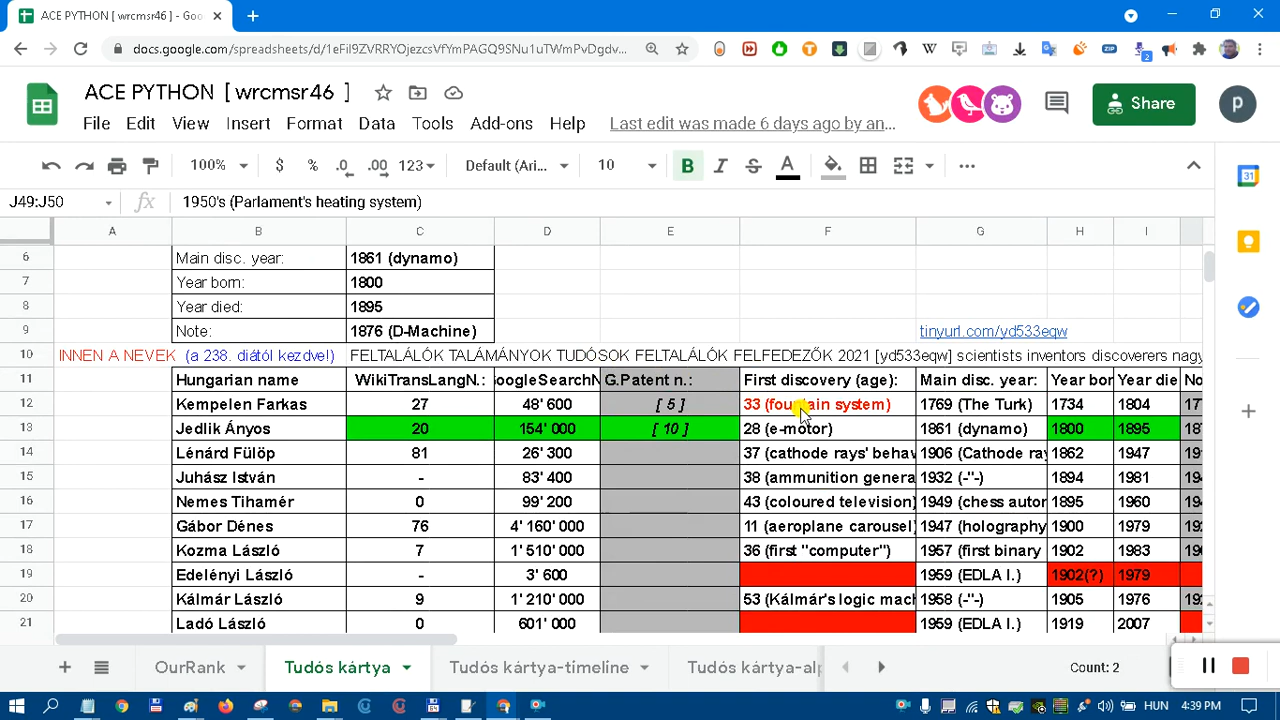 ACE PYTHON [ wrcmsr46 ] - Goo
docs.google.com/spreadsheets/d/1eFil9ZVRRYOjezcsVfYmPAGQ9SNu1uTWmPvDgdv...
ACE PYTHON [ wrcmsr46 ]
Share
p
File Edit View Insert Format Data Tools Add-ons Help Last edit was made 6 days ago by an...
100% $ % .0 .00 123 Default (Ari... 10 B I S A
J49:J50 fx 1950's (Parlament's heating system)
A B C D E F G H I
6 Main disc. year: 1861 (dynamo)
7 Year born: 1800
8 Year died: 1895
9 Note: 1876 (D-Machine) tinyurl.com/yd533eqw
10 INNEN A NEVEK (a 238. diától kezdve!) FELTALÁLÓK TALÁMÁNYOK TUDÓSOK FELTALÁLÓK FELFEDEZŐK 2021 [yd533eqw] scientists inventors discoverers nagy
11 Hungarian name WikiTransLangN.: GoogleSearchN G.Patent n.: First discovery (age): Main disc. year: Year bor Year die No
12 Kempelen Farkas 27 48' 600 [ 5 ] 33 (fountain system) 1769 (The Turk) 1734 1804 17
13 Jedlik Ányos 20 154' 000 [ 10 ] 28 (e-motor) 1861 (dynamo) 1800 1895 18
14 Lénárd Fülöp 81 26' 300 37 (cathode rays' behav 1906 (Cathode ra 1862 1947 19
15 Juhász István - 83' 400 38 (ammunition genera 1932 (-"-) 1894 1981 19
16 Nemes Tihamér 0 99' 200 43 (coloured television) 1949 (chess autor 1895 1960 19
17 Gábor Dénes 76 4' 160' 000 11 (aeroplane carousel) 1947 (holography 1900 1979 19
18 Kozma László 7 1' 510' 000 36 (first "computer") 1957 (first binary 1902 1983 19
19 Edelényi László - 3' 600 1959 (EDLA I.) 1902(?) 1979
20 Kálmár László 9 1' 210' 000 53 (Kálmár's logic mach 1958 (-"-) 1905 1976 19
21 Ladó László 0 601' 000 1959 (EDLA I.) 1919 2007
OurRank Tudós kártya Tudós kártya-timeline Tudós kártya-alp Count: 2
HUN 4:39 PM